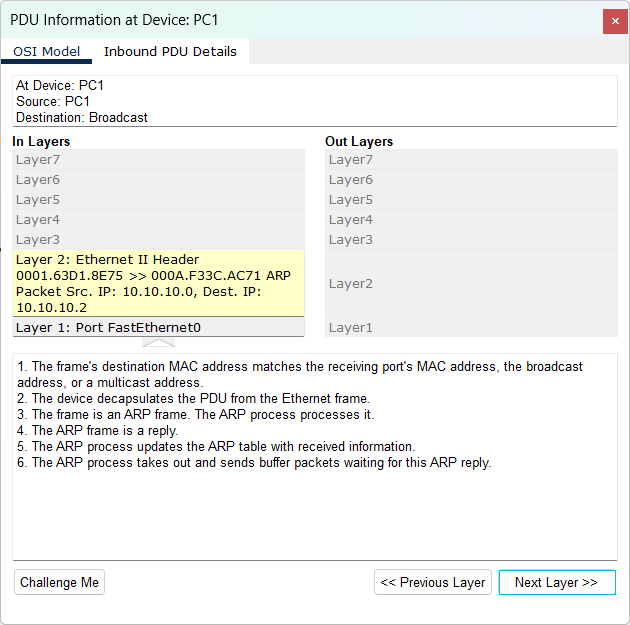 PDU Information at Device: PC1
OSI Model
Inbound PDU Details
At Device: PC1
Source: PC1
Destination: Broadcast
In Layers
Layer7
Layer6
Layer5
Layer4
Layer3
Layer 2: Ethernet II Header
0001.63D1.8E75 >> 000A.F33C.AC71 ARP
Packet Src. IP: 10.10.10.0, Dest. IP:
10.10.10.2
Layer 1: Port FastEthernet0
Out Layers
Layer7
Layer6
Layer5
Layer4
Layer3
Layer2
Layer1
1. The frame's destination MAC address matches the receiving port's MAC address, the broadcast
address, or a multicast address.
2. The device decapsulates the PDU from the Ethernet frame.
3. The frame is an ARP frame. The ARP process processes it.
4. The ARP frame is a reply.
5. The ARP process updates the ARP table with received information.
6. The ARP process takes out and sends buffer packets waiting for this ARP reply.
Challenge Me
<< Previous Layer
Next Layer >>